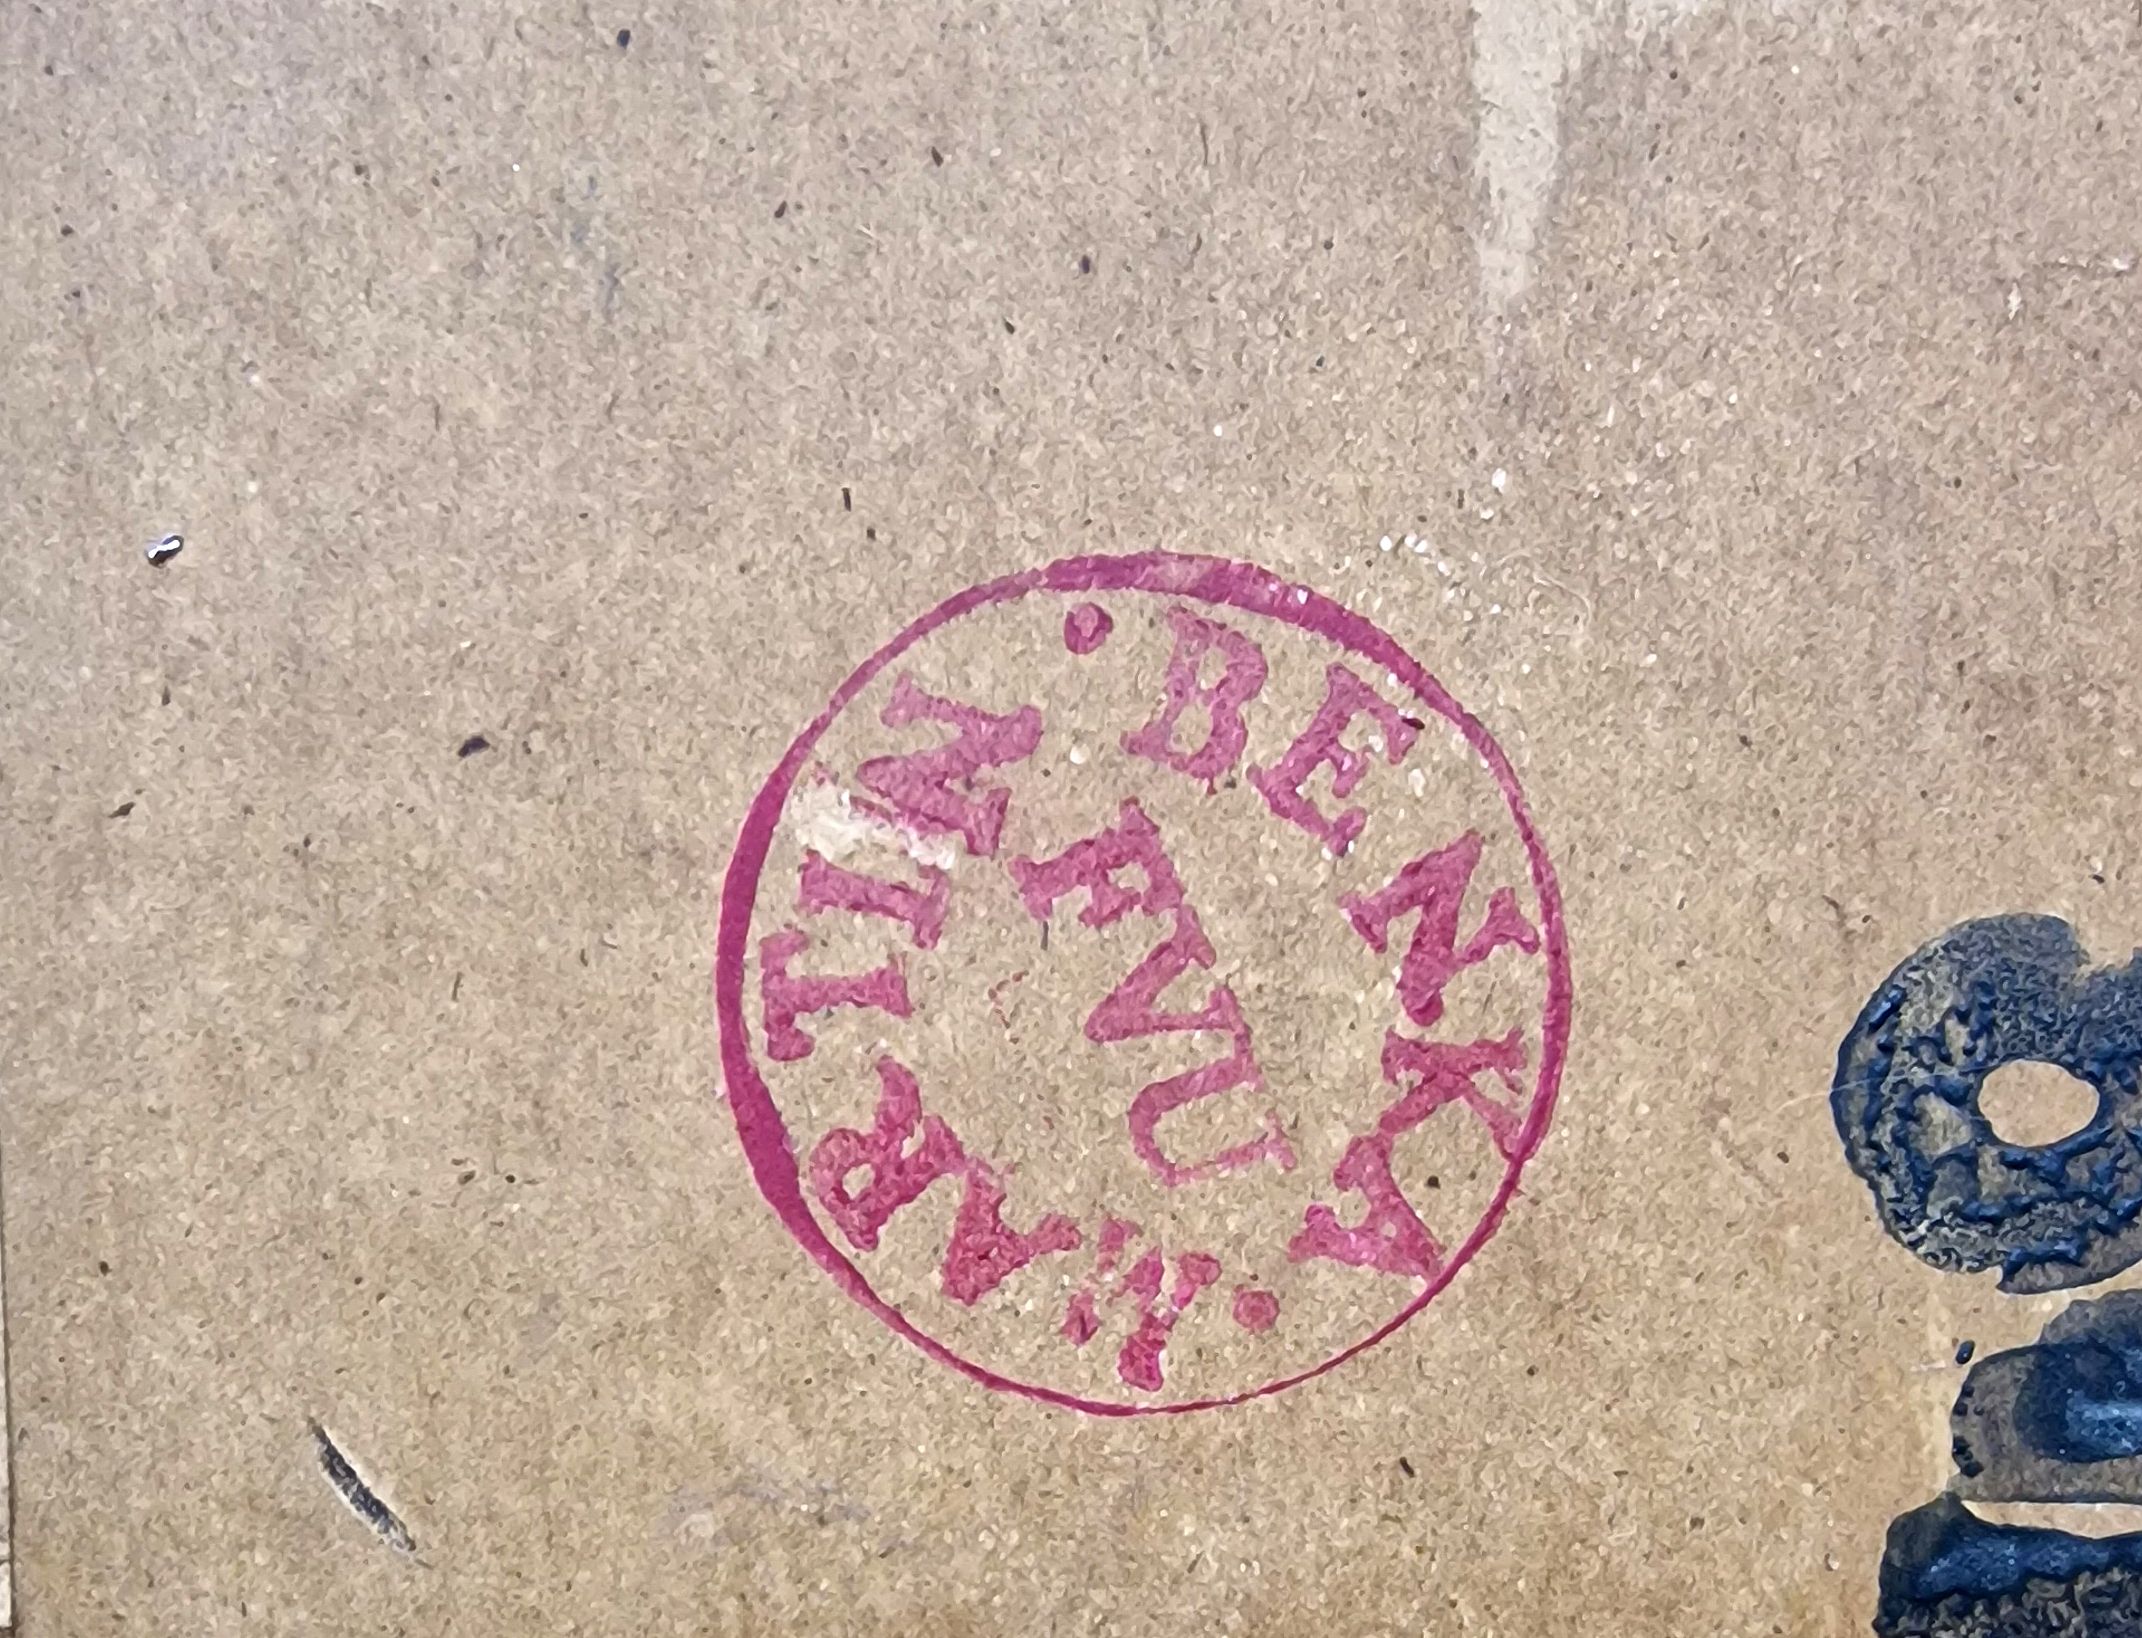 • BENKA • MARTIN
FVU